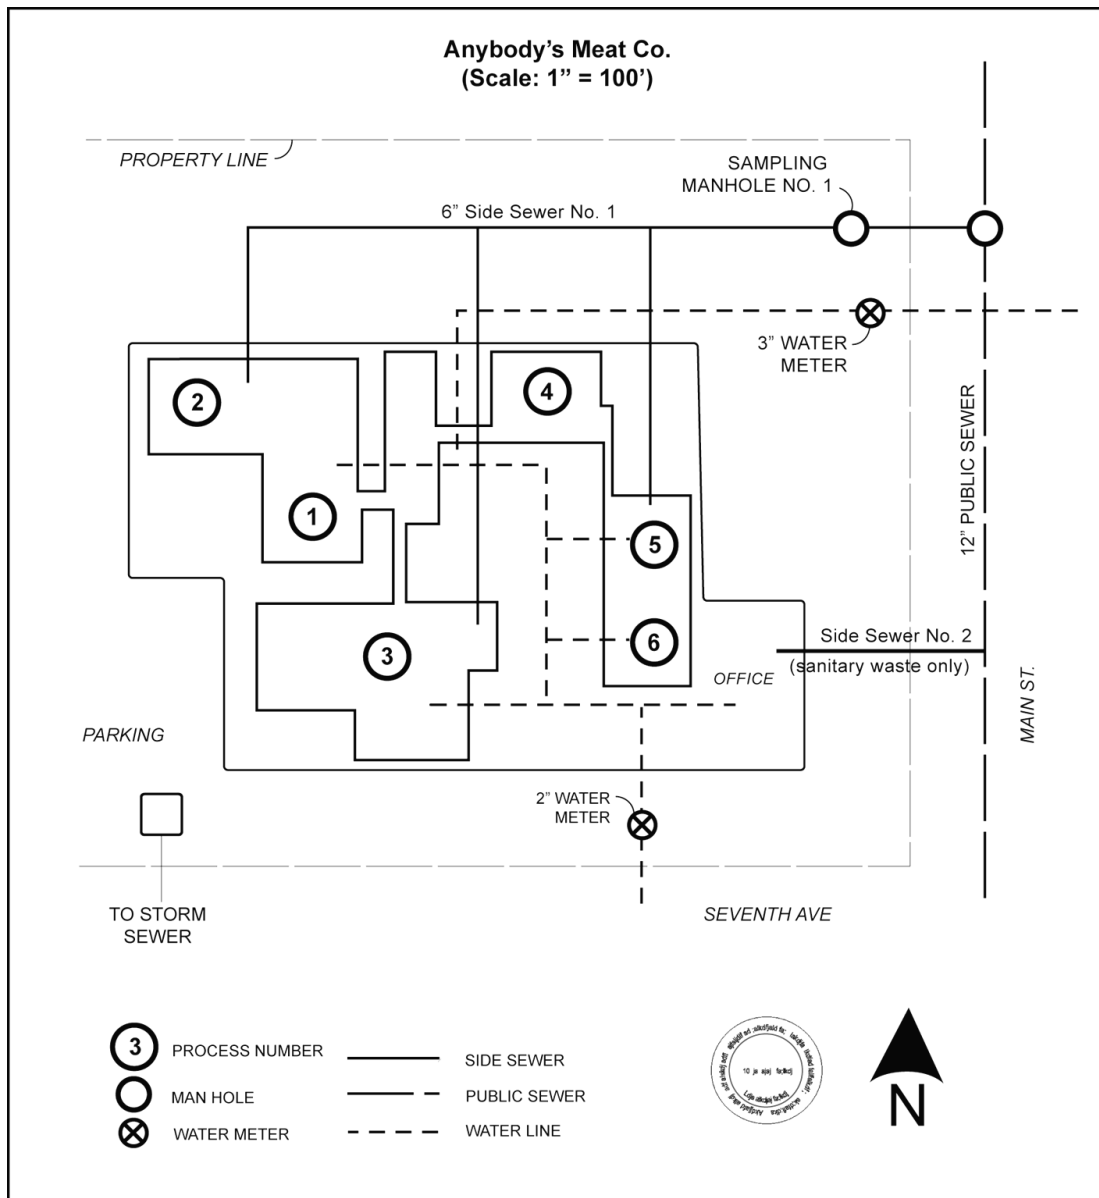 Anybody’s Meat Co.
(Scale: 1” = 100’)
PROPERTY LINE
SAMPLING
MANHOLE NO. 1
6” Side Sewer No. 1
3” WATER
METER
2
4
1
12” PUBLIC SEWER
5
6
3
Side Sewer No. 2
(sanitary waste only)
OFFICE
MAIN ST.
PARKING
2” WATER
METER
TO STORM
SEWER
SEVENTH AVE
3 PROCESS NUMBER
SIDE SEWER
MAN HOLE
PUBLIC SEWER
WATER METER
WATER LINE
N